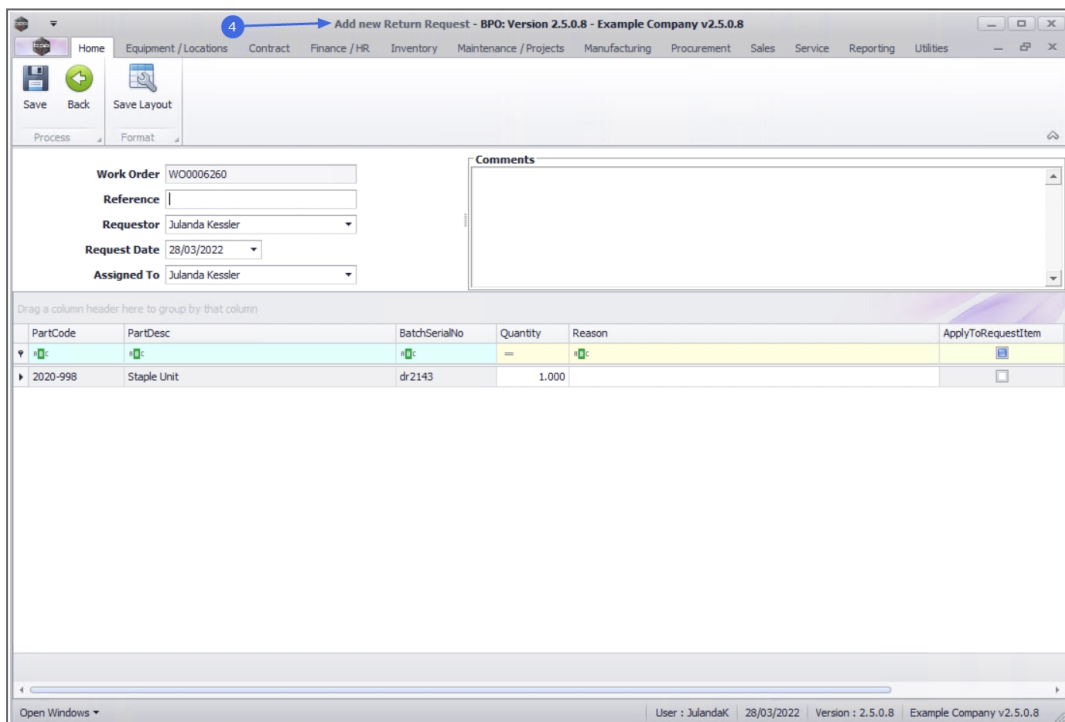 4
Add new Return Request - BPO: Version 2.5.0.8 - Example Company v2.5.0.8
Home Equipment / Locations Contract Finance / HR Inventory Maintenance / Projects Manufacturing Procurement Sales Service Reporting Utilities
Save Back Save Layout
Process Format
Work Order WO0006260
Reference
Requestor Julanda Kessler
Request Date 28/03/2022
Assigned To Julanda Kessler
Comments
Drag a column header here to group by that column
PartCode PartDesc BatchSerialNo Quantity Reason ApplyToRequestItem
=
2020-998 Staple Unit dr2143 1.000
Open Windows User : JulandaK 28/03/2022 Version : 2.5.0.8 Example Company v2.5.0.8